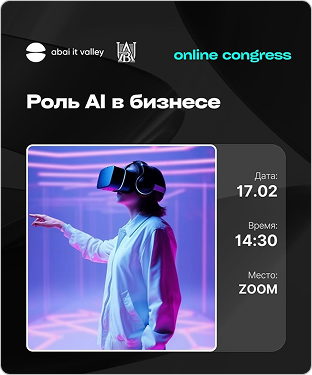 abai it valley
online congress
Роль AI в бизнесе
Дата:
17.02
Время:
14:30
Место:
ZOOM